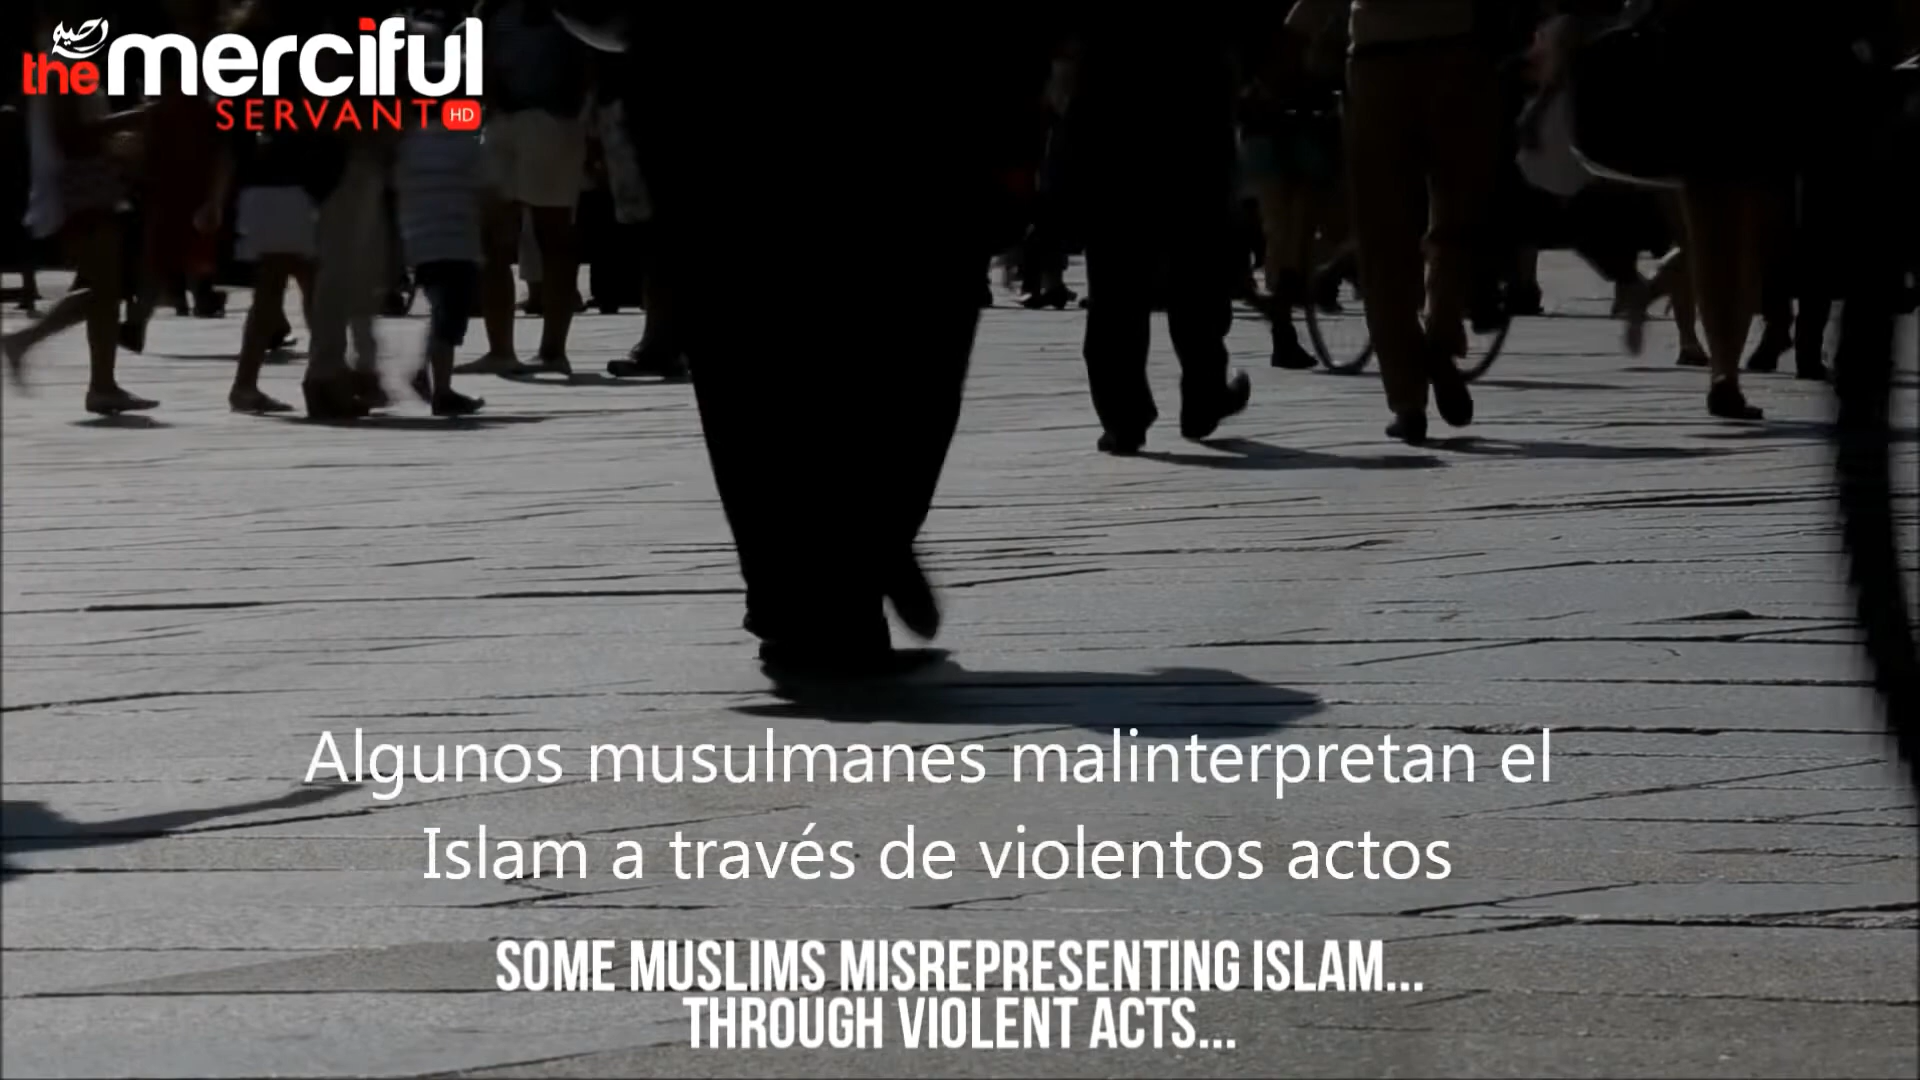 the merciful
SERVANT HD
Algunos musulmanes malinterpretan el
Islam a través de violentos actos
SOME MUSLIMS MISREPRESENTING ISLAM...
THROUGH VIOLENT ACTS...